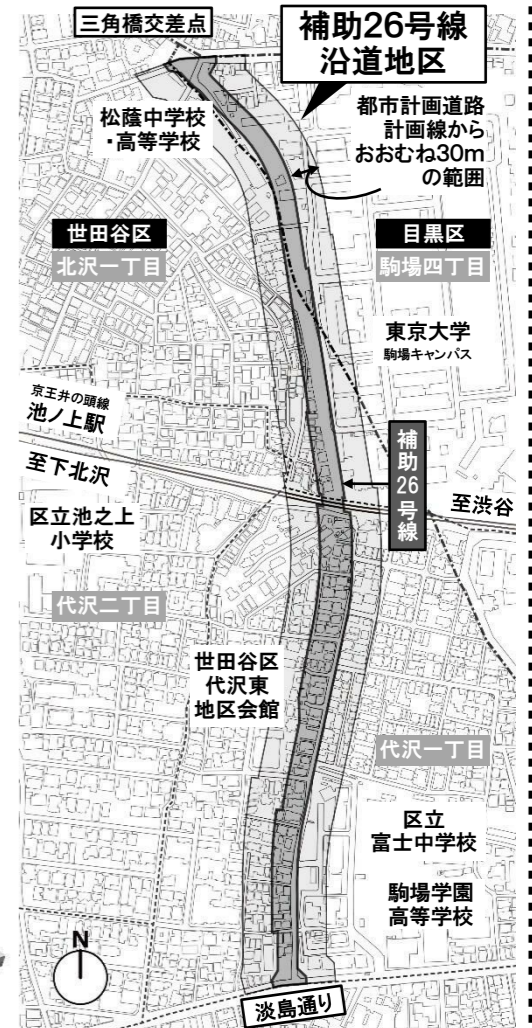 三角橋交差点
補助26号線
沿道地区
松蔭中学校
・高等学校
都市計画道路
計画線から
おおむね30m
の範囲
世田谷区
北沢一丁目
目黒区
駒場四丁目
東京大学
駒場キャンパス
京王井の頭線
池ノ上駅
至下北沢
補助26号線
至渋谷
区立池之上
小学校
代沢二丁目
世田谷区
代沢東
地区会館
代沢一丁目
区立
富士中学校
駒場学園
高等学校
N
淡島通り